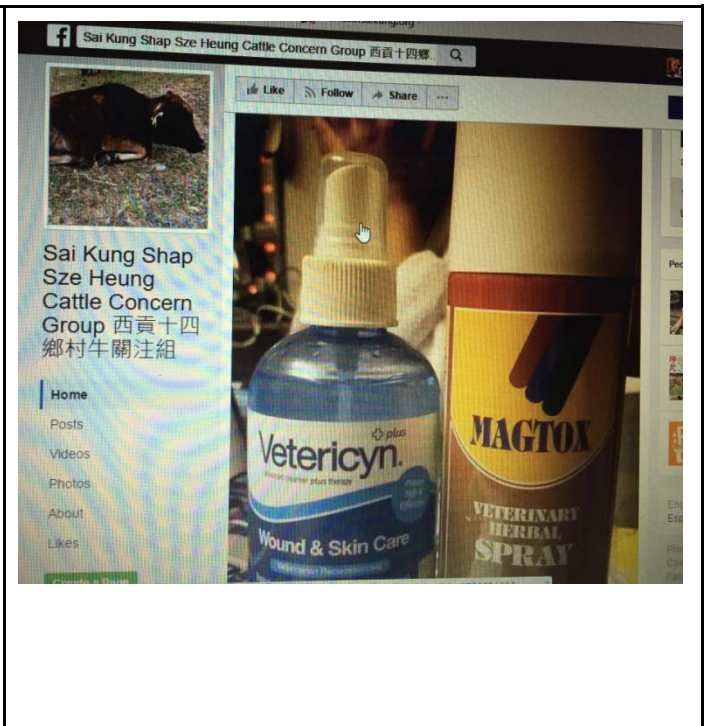 Sai Kung Shap Sze Heung Cattle Concern Group 西貢十四鄉
Like Follow Share ...
Sai Kung Shap
Sze Heung
Cattle Concern
Group 西貢十四
鄉村牛關注組
Home
Posts
Videos
Photos
About
Likes
Create a Page
Vetericyn.
plus
Wound & Skin Care
MAGTOX
VETERINARY
HERBAL
SPRAY